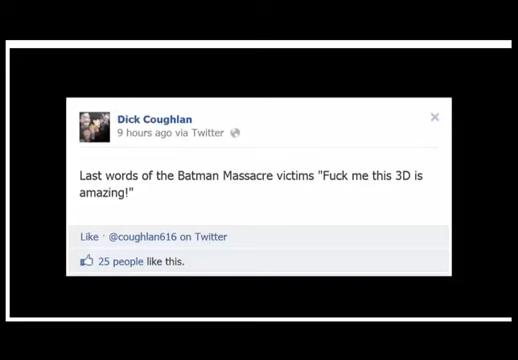 Dick Coughlan
9 hours ago via Twitter
Last words of the Batman Massacre victims "Fuck me this 3D is
amazing!"
Like · @coughlan616 on Twitter
25 people like this.